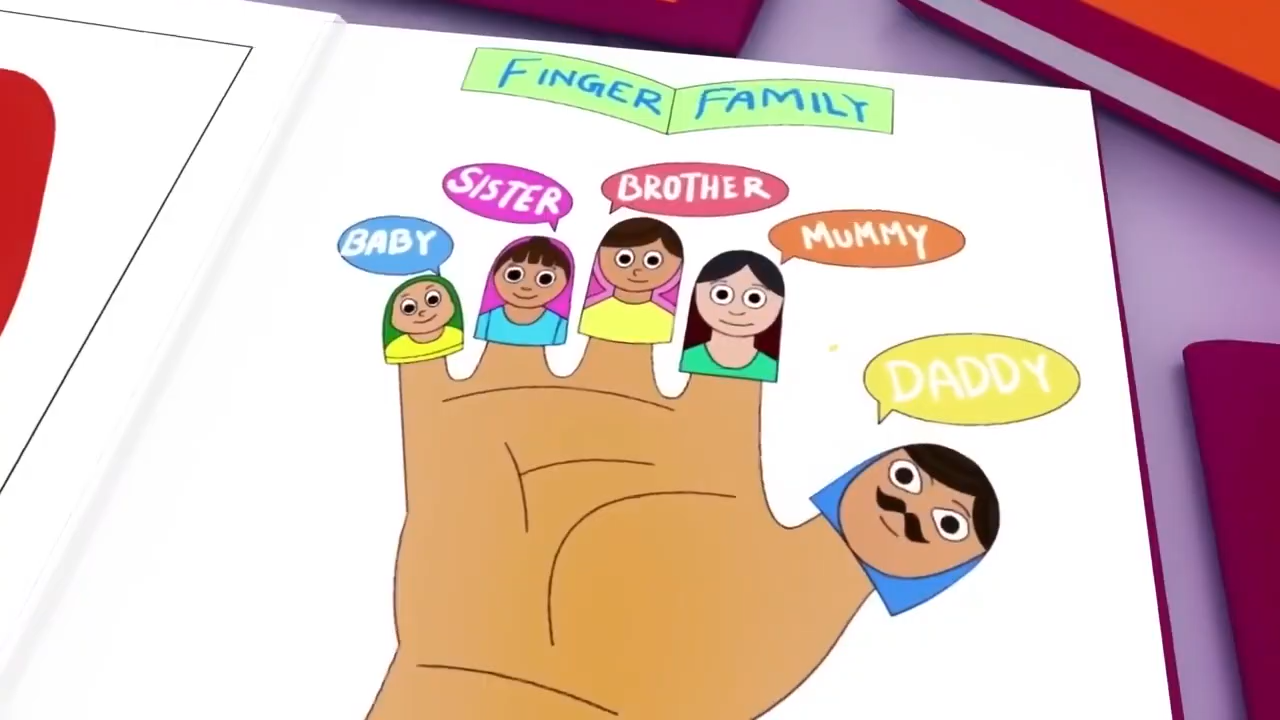 FINGER FAMILY
SISTER
BROTHER
BABY
MUMMY
DADDY